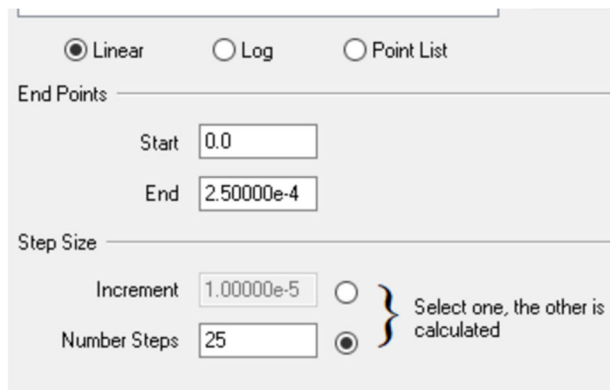 Linear Log Point List
End Points
Start 0.0
End 2.50000e-4
Step Size
Increment 1.00000e-5
Number Steps 25
Select one, the other is
calculated